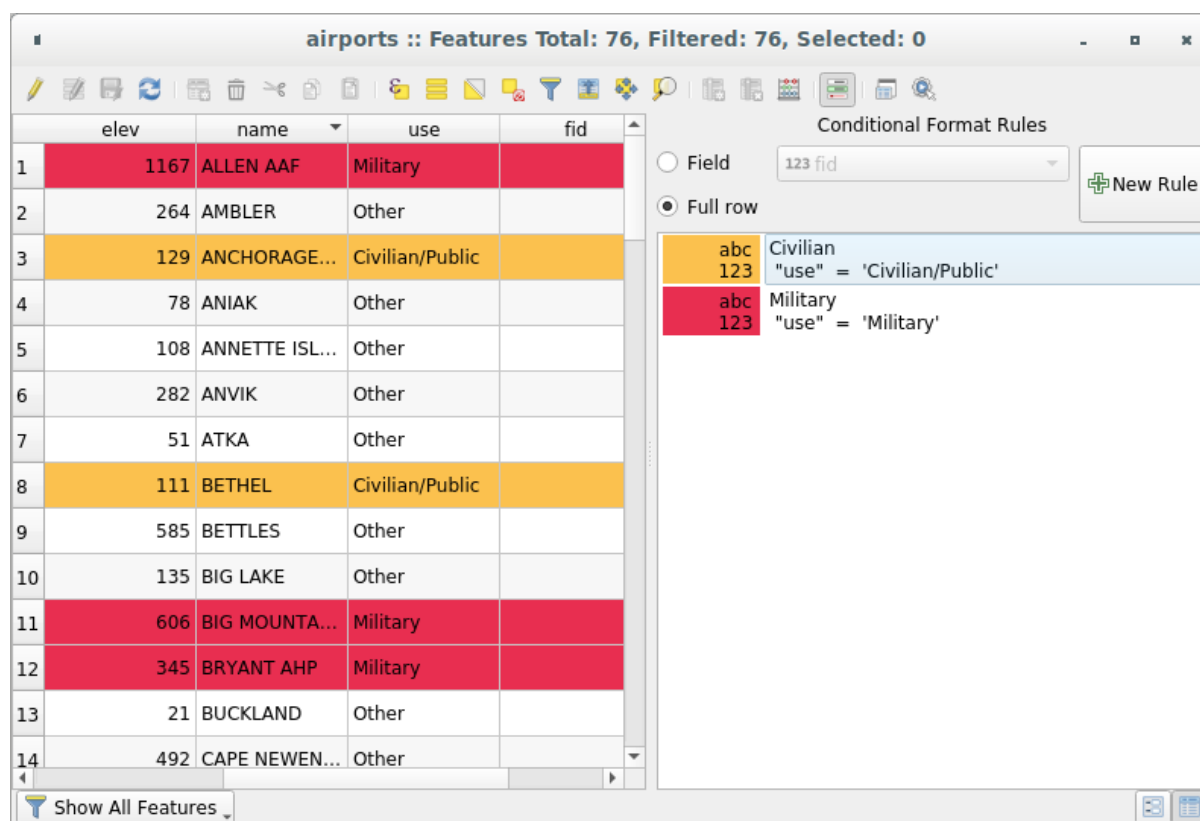 airports :: Features Total: 76, Filtered: 76, Selected: 0
elev name use fid
1 1167 ALLEN AAF Military
2 264 AMBLER Other
3 129 ANCHORAGE... Civilian/Public
4 78 ANIAK Other
5 108 ANNETTE ISL... Other
6 282 ANVIK Other
7 51 ATKA Other
8 111 BETHEL Civilian/Public
9 585 BETTLES Other
10 135 BIG LAKE Other
11 606 BIG MOUNTA... Military
12 345 BRYANT AHP Military
13 21 BUCKLAND Other
14 492 CAPE NEWEN... Other
Show All Features
Conditional Format Rules
Field 123 fid
Full row
New Rule
abc Civilian
123 "use" = 'Civilian/Public'
abc Military
123 "use" = 'Military'